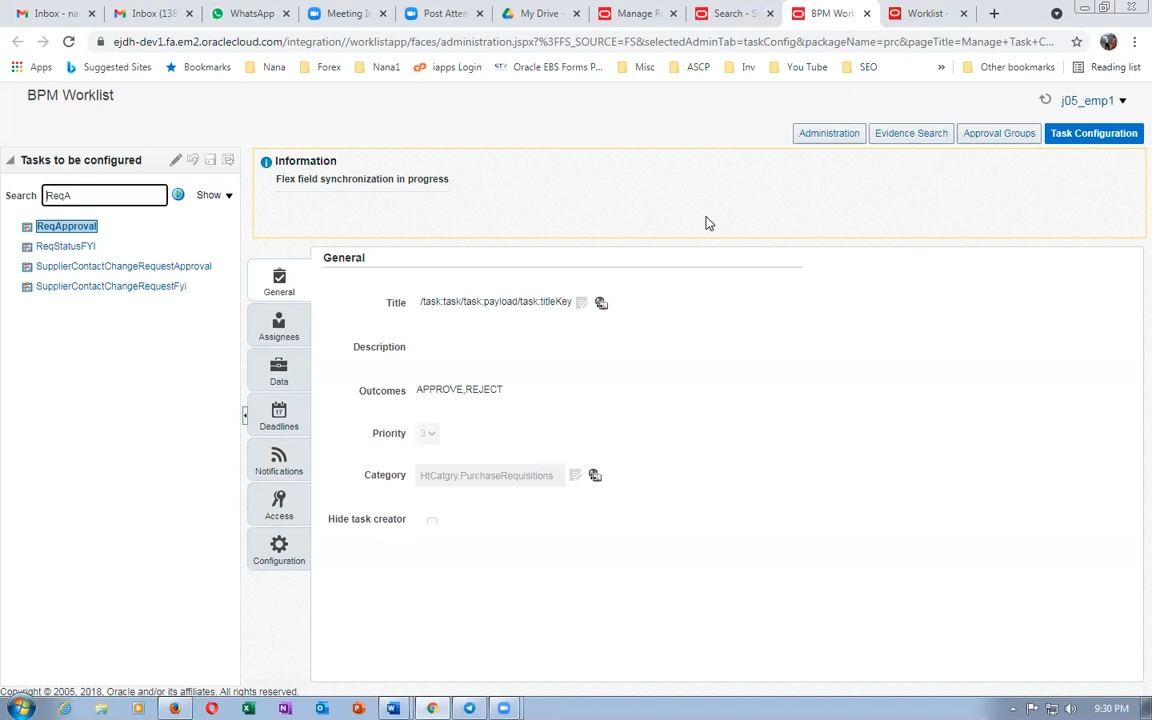 Inbox - na
Inbox (138
WhatsApp
Meeting In
Post Atten
My Drive -
Manage R
Search - S
BPM Work
Worklist -
ejdh-dev1.fa.em2.oraclecloud.com/integration//worklistapp/faces/administration.jspx?%3FFS_SOURCE=FS&selectedAdminTab=taskConfig&packageName=prc&pageTitle=Manage+Task+C...
Apps
Suggested Sites
Bookmarks
Nana
Forex
Nana1
iapps Login
Oracle EBS Forms P...
Misc
ASCP
Inv
You Tube
SEO
»
Other bookmarks
Reading list
BPM Worklist
j05_emp1
Administration
Evidence Search
Approval Groups
Task Configuration
Tasks to be configured
Search ReqA Show
ReqApproval
ReqStatusFYI
SupplierContactChangeRequestApproval
SupplierContactChangeRequestFyi
Information
Flex field synchronization in progress
General
Assignees
Data
17
Deadlines
Notifications
Access
Configuration
General
Title /task:task/task:payload/task:titleKey
Description
Outcomes APPROVE,REJECT
Priority 3
Category HtCatgry.PurchaseRequisitions
Hide task creator
Copyright © 2005, 2018, Oracle and/or its affiliates. All rights reserved.
9:30 PM